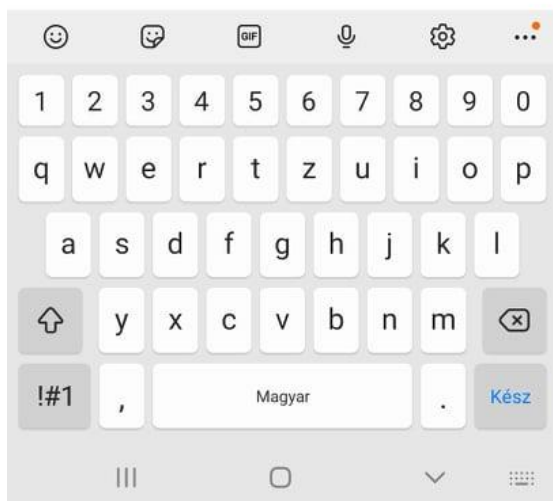 GIF
1 2 3 4 5 6 7 8 9 0
q w e r t z u i o p
a s d f g h j k l
y x c v b n m
!#1 , Magyar . Kész